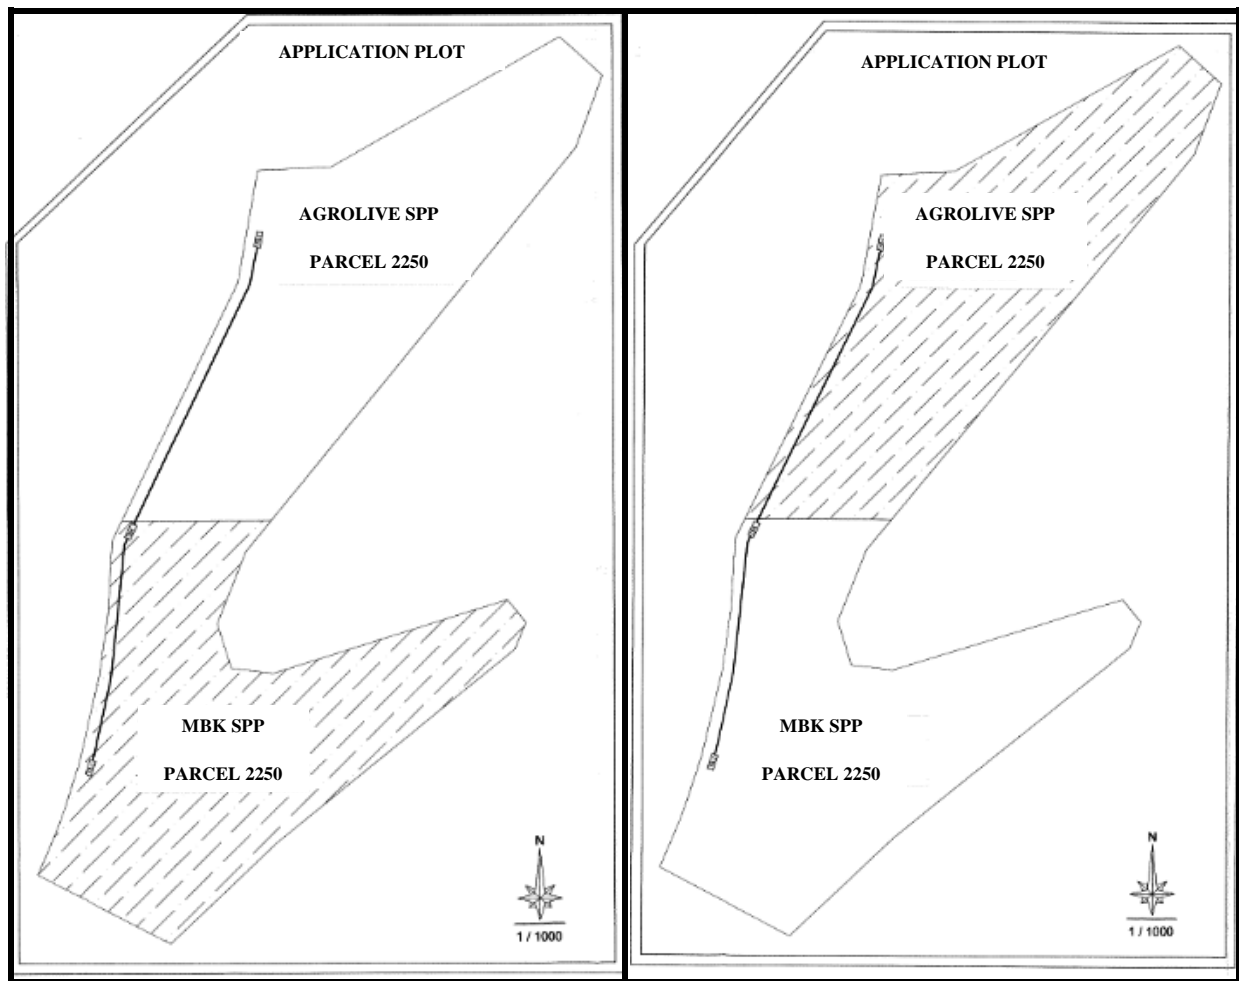 APPLICATION PLOT
AGROLIVE SPP
PARCEL 2250
MBK SPP
PARCEL 2250
N
1 / 1000
APPLICATION PLOT
AGROLIVE SPP
PARCEL 2250
MBK SPP
PARCEL 2250
N
1 / 1000